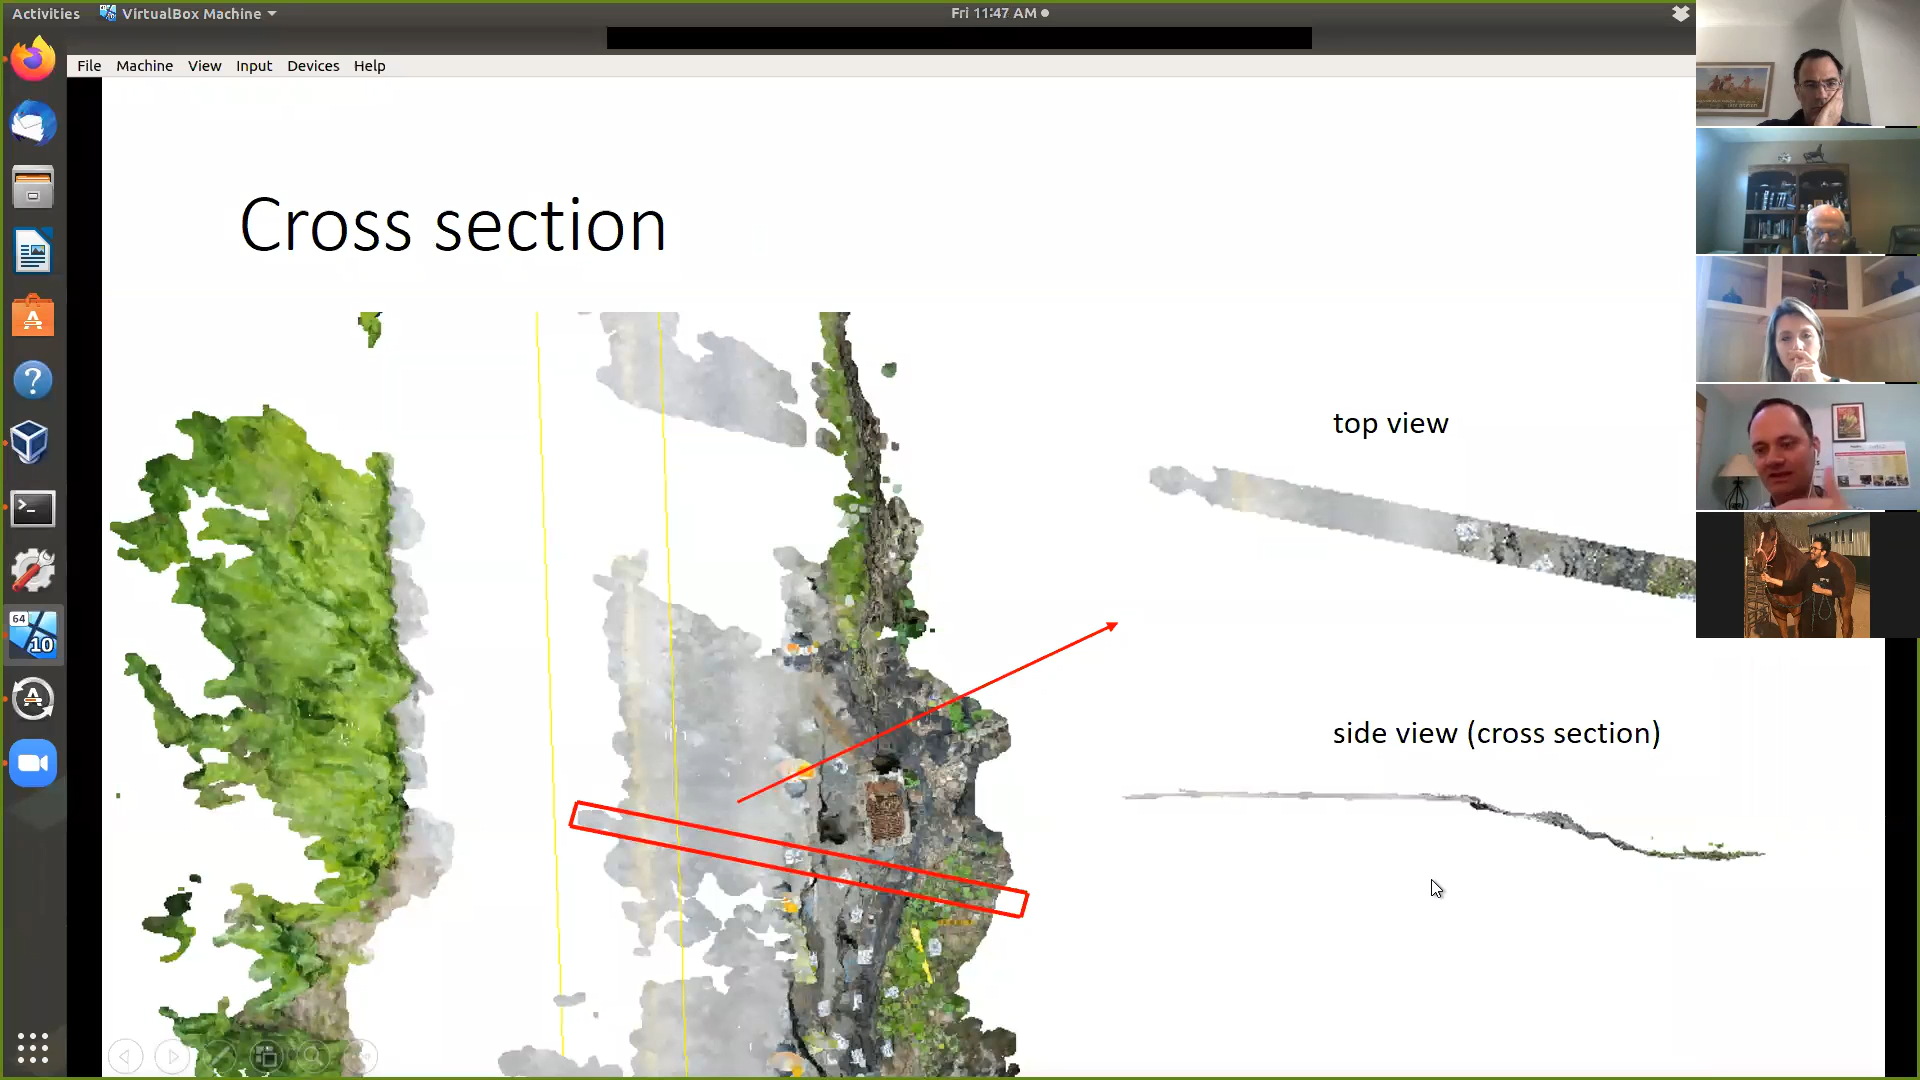 Activities VirtualBox Machine Fri 11:47 AM
File Machine View Input Devices Help
Cross section
top view
side view (cross section)
64
10